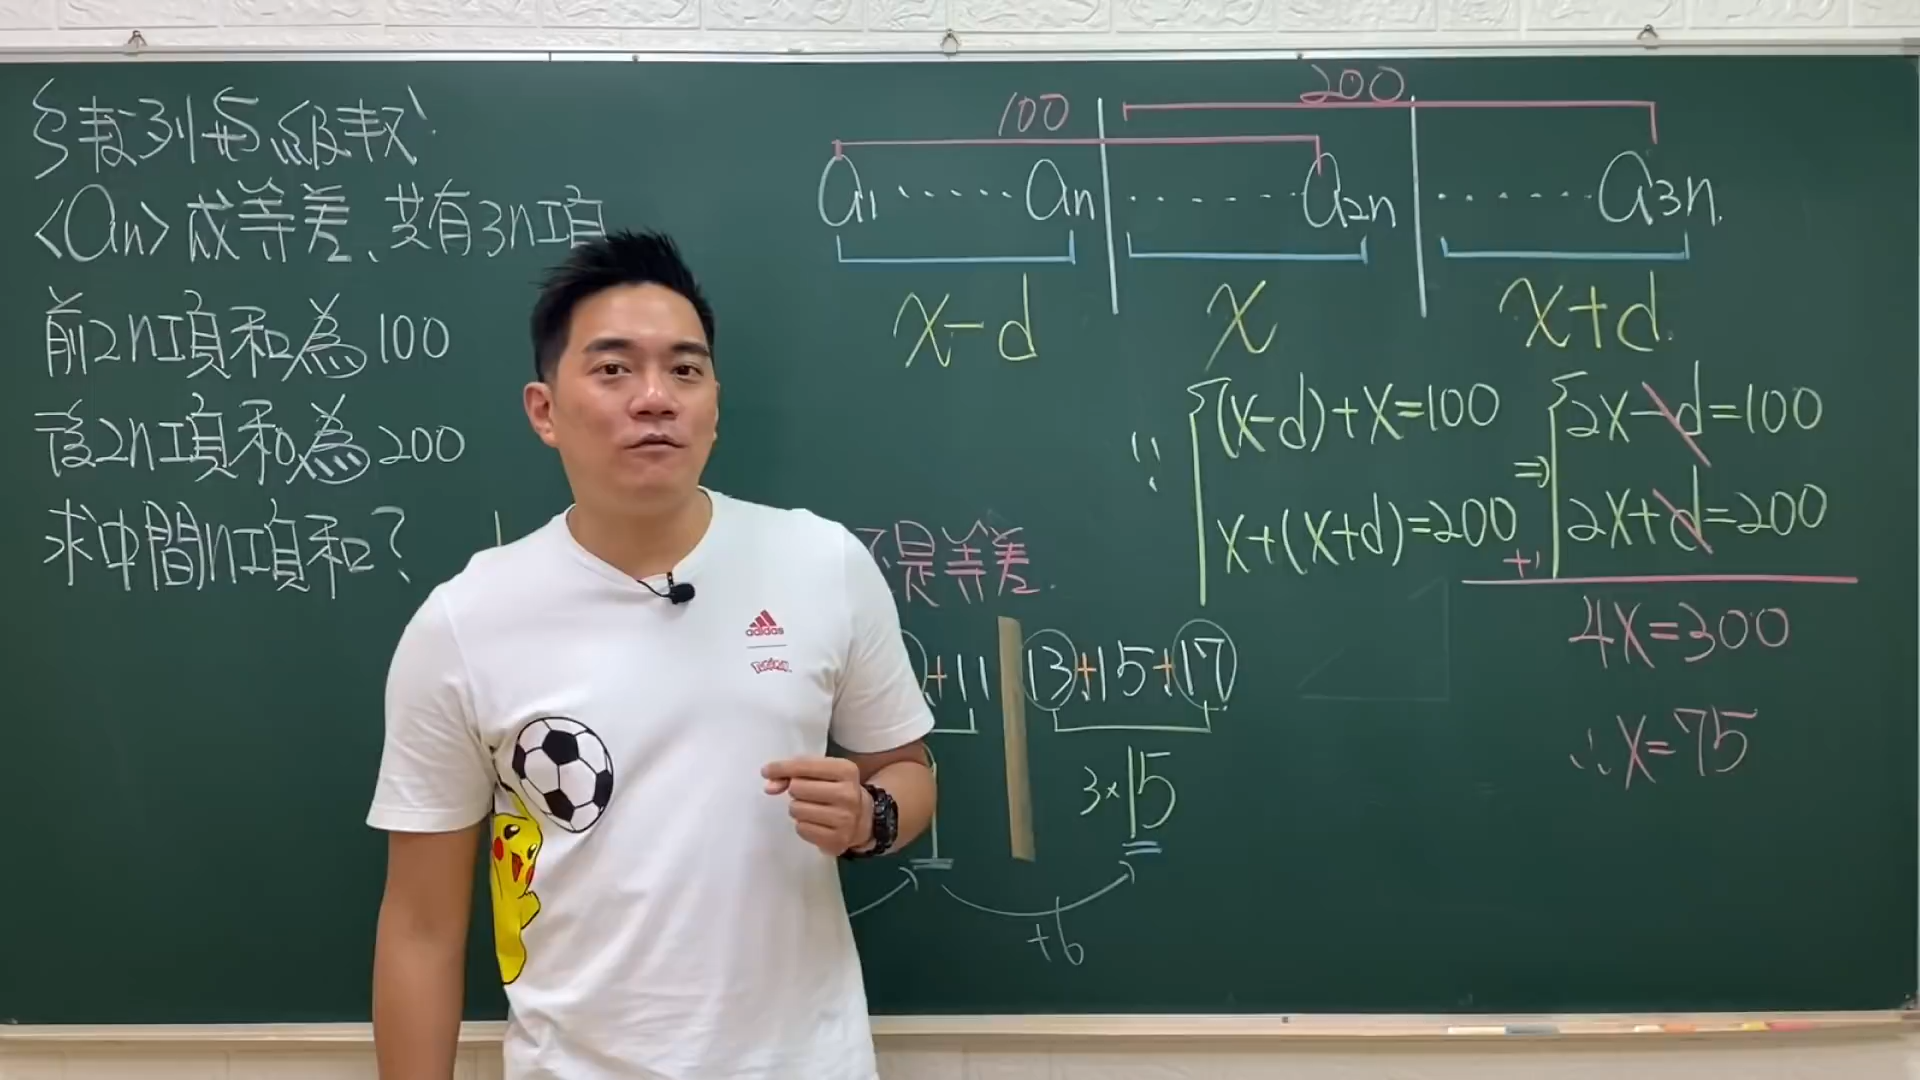 數列與級數
<an>成等差、共有3n項
前2n項和為100
後2n項和為200
求中間n項和?
100
200
a1 ...... an ....... a2n ....... a3n
x-d
x
x+d
∵ (x-d)+x=100
x+(x+d)=200
⇒ 2x-d=100
2x+d=200
+)
4x=300
∴x=75
是等差
+11
13+15+17
3×15
+6
adidas